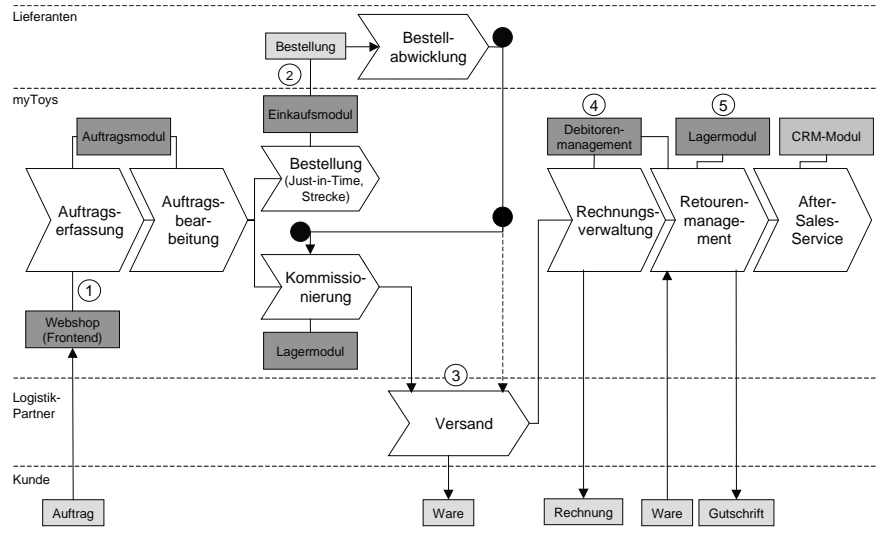 Lieferanten
Bestellung
Bestell-
abwicklung
2
myToys
Auftragsmodul
Einkaufsmodul
4
Debitoren-
management
5
Lagermodul
CRM-Modul
Auftrags-
erfassung
Auftrags-
bear-
beitung
Bestellung
(Just-in-Time,
Strecke)
Rechnungs-
verwaltung
Retouren-
manage-
ment
After-
Sales-
Service
1
Kommissio-
nierung
Webshop
(Frontend)
Lagermodul
3
Logistik-
Partner
Versand
Kunde
Auftrag
Ware
Rechnung
Ware
Gutschrift